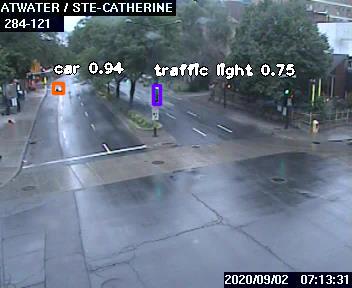 ATWATER / STE-CATHERINE
284-121
car 0.94
traffic light 0.75
2020/09/02 07:13:31